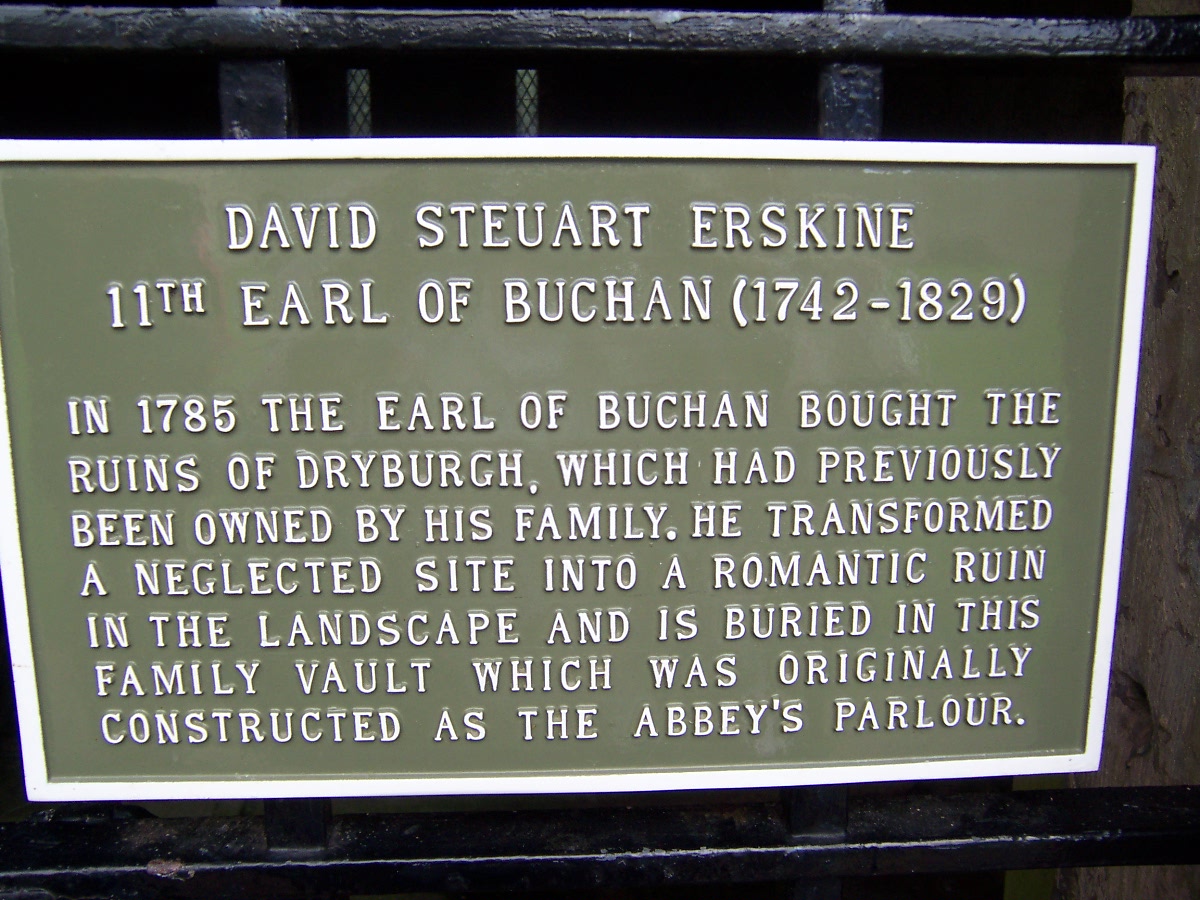 DAVID STEUART ERSKINE
11TH EARL OF BUCHAN (1742-1829)
IN 1785 THE EARL OF BUCHAN BOUGHT THE
RUINS OF DRYBURGH, WHICH HAD PREVIOUSLY
BEEN OWNED BY HIS FAMILY. HE TRANSFORMED
A NEGLECTED SITE INTO A ROMANTIC RUIN
IN THE LANDSCAPE AND IS BURIED IN THIS
FAMILY VAULT WHICH WAS ORIGINALLY
CONSTRUCTED AS THE ABBEY'S PARLOUR.